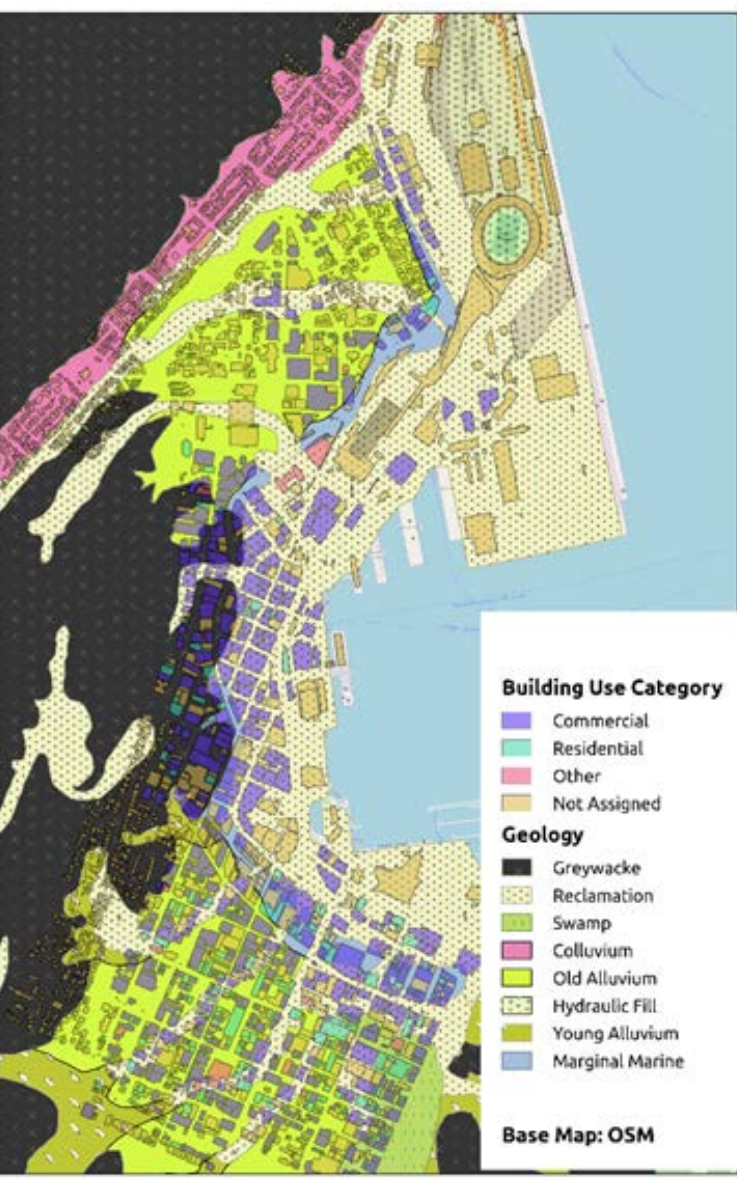 Building Use Category
Commercial
Residential
Other
Not Assigned
Geology
Greywacke
Reclamation
Swamp
Colluvium
Old Alluvium
Hydraulic Fill
Young Alluvium
Marginal Marine
Base Map: OSM